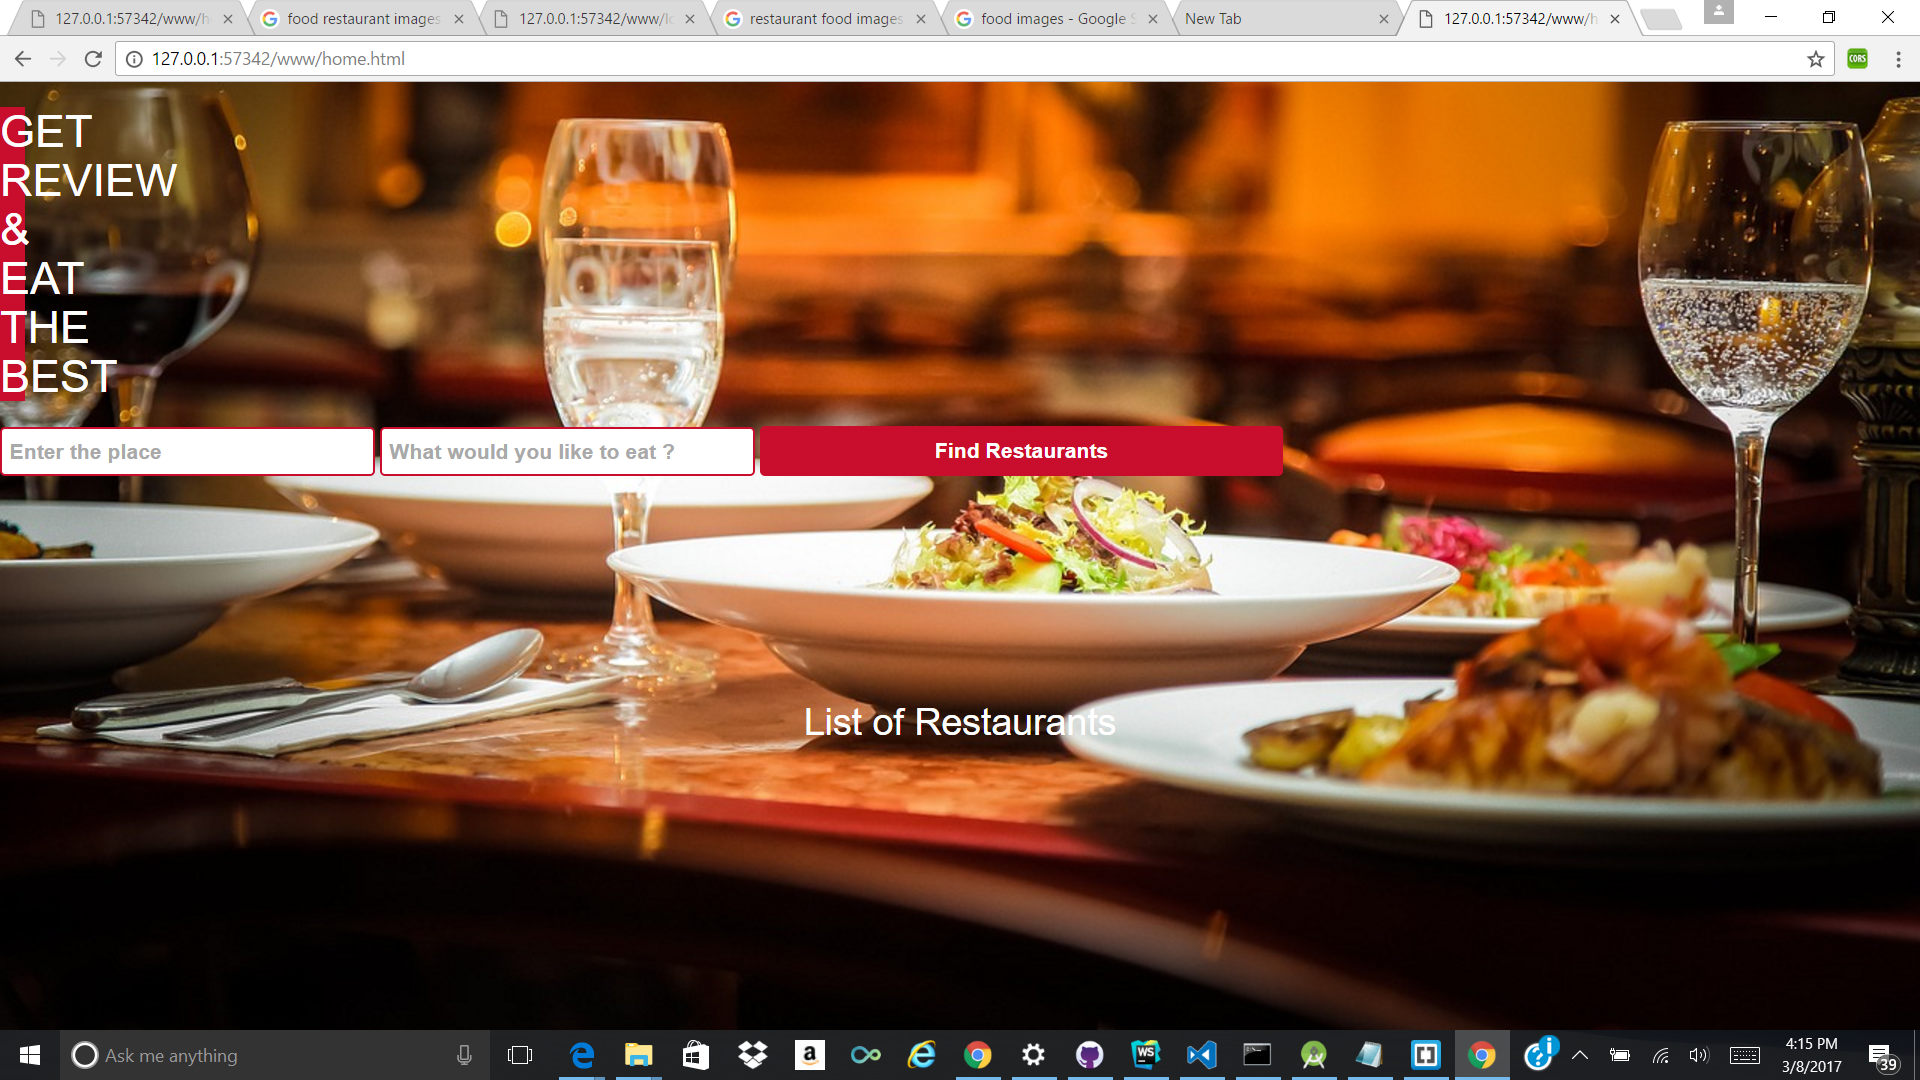 127.0.0.1:57342/www/h
food restaurant images
127.0.0.1:57342/www/lo
restaurant food images
food images - Google S
New Tab
127.0.0.1:57342/www/h
127.0.0.1:57342/www/home.html
CORS
GET
REVIEW
&
EAT
THE
BEST
Enter the place
What would you like to eat ?
Find Restaurants
List of Restaurants
Ask me anything
4:15 PM
3/8/2017
39